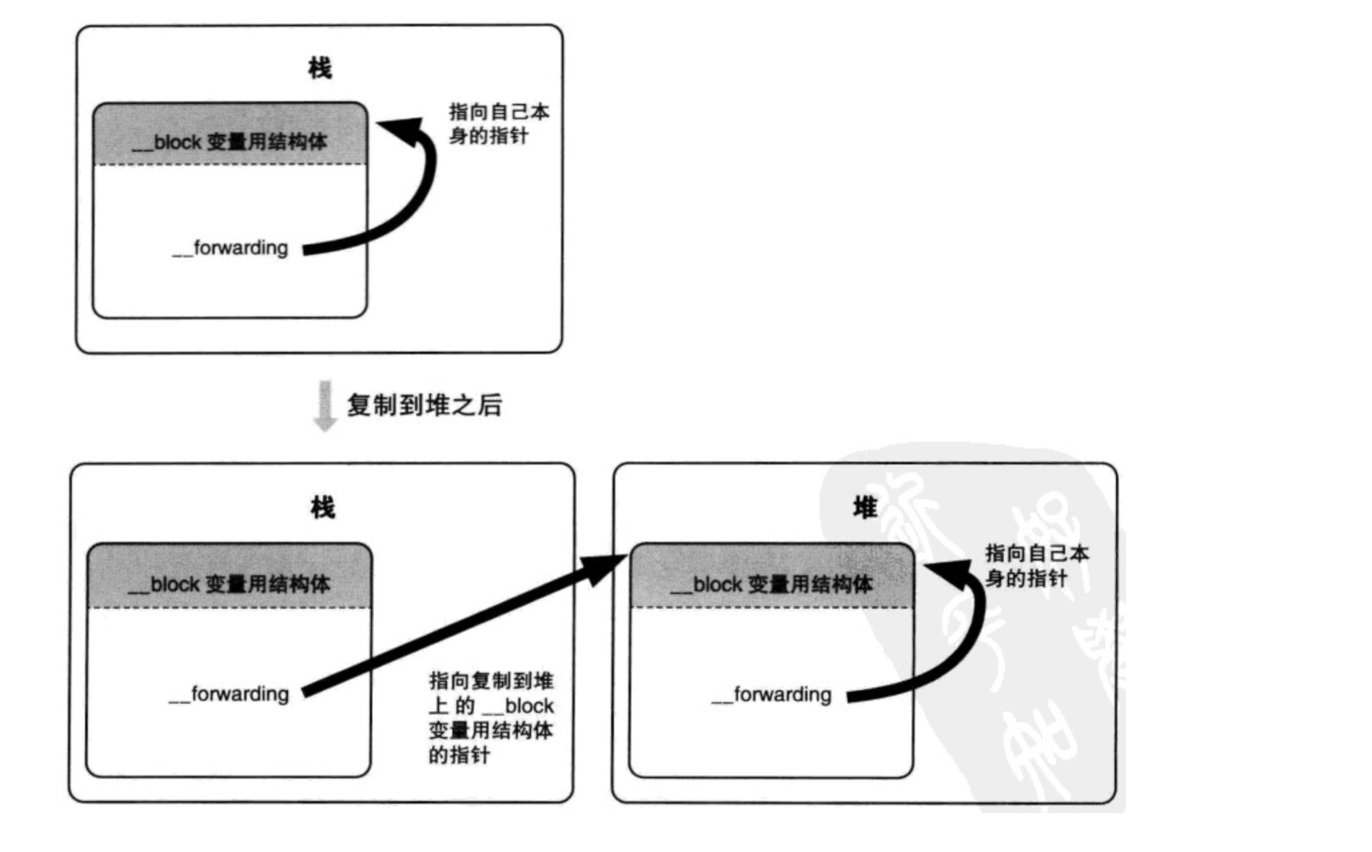 栈
指向自己本
身的指针
__block 变量用结构体
__forwarding
复制到堆之后
栈
__block 变量用结构体
__forwarding
指向复制到堆
上 的 __block
变量用结构体
的指针
堆
指向自己本
身的指针
__block 变量用结构体
__forwarding